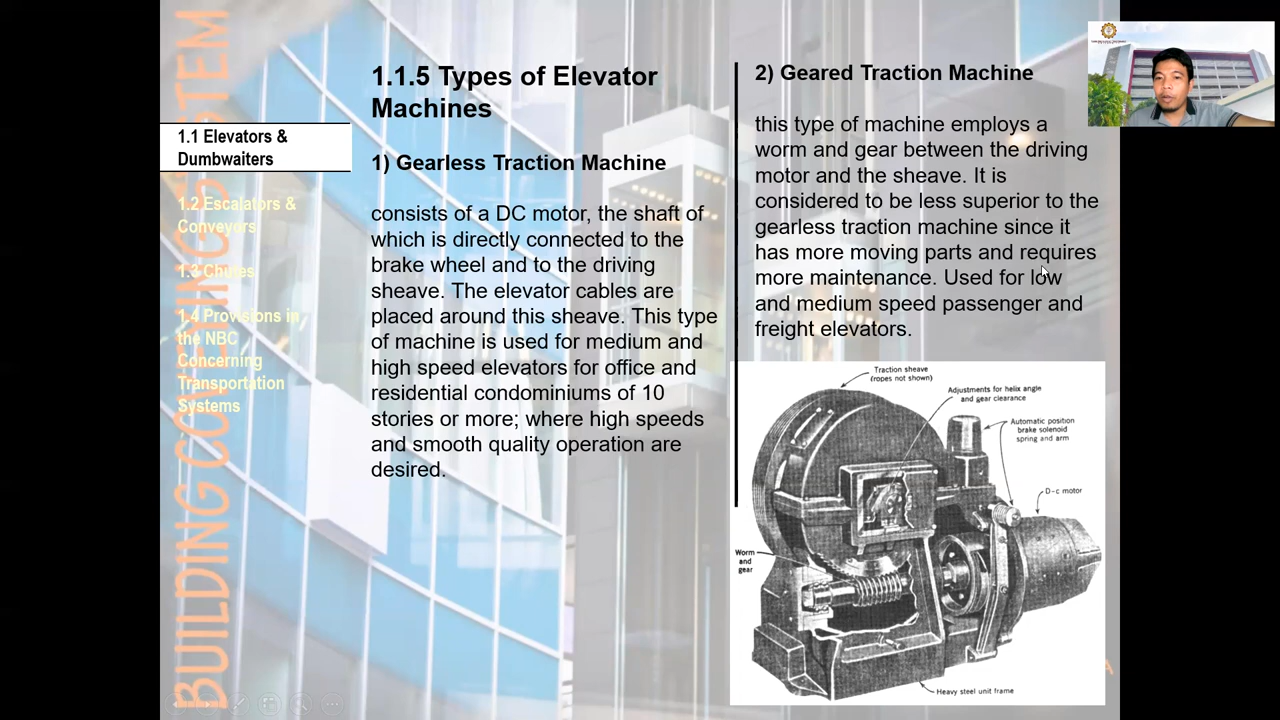 BUILDING CONVEYING SYSTEM
1.1 Elevators &
Dumbwaiters
1.2 Escalators &
Conveyors
1.3 Chutes
1.4 Provisions in
the NBC
Concerning
Transportation
Systems
1.1.5 Types of Elevator
Machines
1) Gearless Traction Machine
consists of a DC motor, the shaft of
which is directly connected to the
brake wheel and to the driving
sheave. The elevator cables are
placed around this sheave. This type
of machine is used for medium and
high speed elevators for office and
residential condominiums of 10
stories or more; where high speeds
and smooth quality operation are
desired.
2) Geared Traction Machine
this type of machine employs a
worm and gear between the driving
motor and the sheave. It is
considered to be less superior to the
gearless traction machine since it
has more moving parts and requires
more maintenance. Used for low
and medium speed passenger and
freight elevators.
Traction sheave
(ropes not shown)
Adjustments for helix angle
and gear clearance
Automatic position
brake solenoid
spring and arm
D-c motor
Worm
and
gear
Heavy steel unit frame